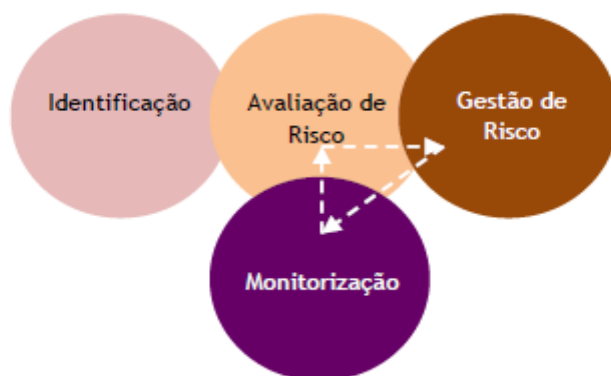 Identificação
Avaliação de
Risco
Gestão de
Risco
Monitorização